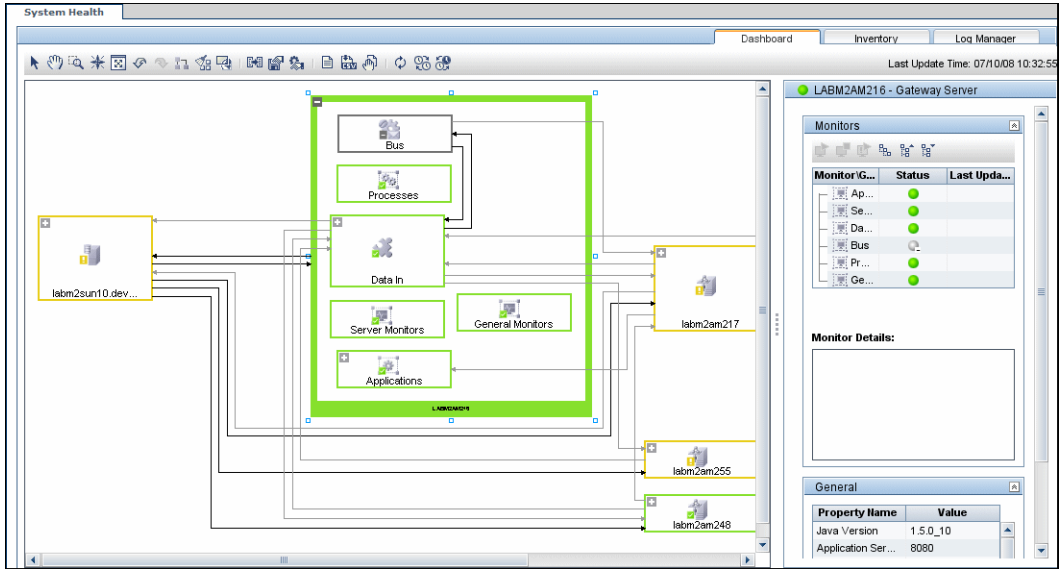 System Health
Dashboard
Inventory
Log Manager
Last Update Time: 07/10/08 10:32:55
LABM2AM216 - Gateway Server
Bus
Processes
Data In
Server Monitors
General Monitors
Applications
LABM2AM216
labm2sun10.dev...
labm2am217
labm2am255
labm2am248
Monitors
Monitor\G... Status Last Upda...
Ap...
Se...
Da...
Bus
Pr...
Ge...
Monitor Details:
General
Property Name Value
Java Version 1.5.0_10
Application Ser... 8080